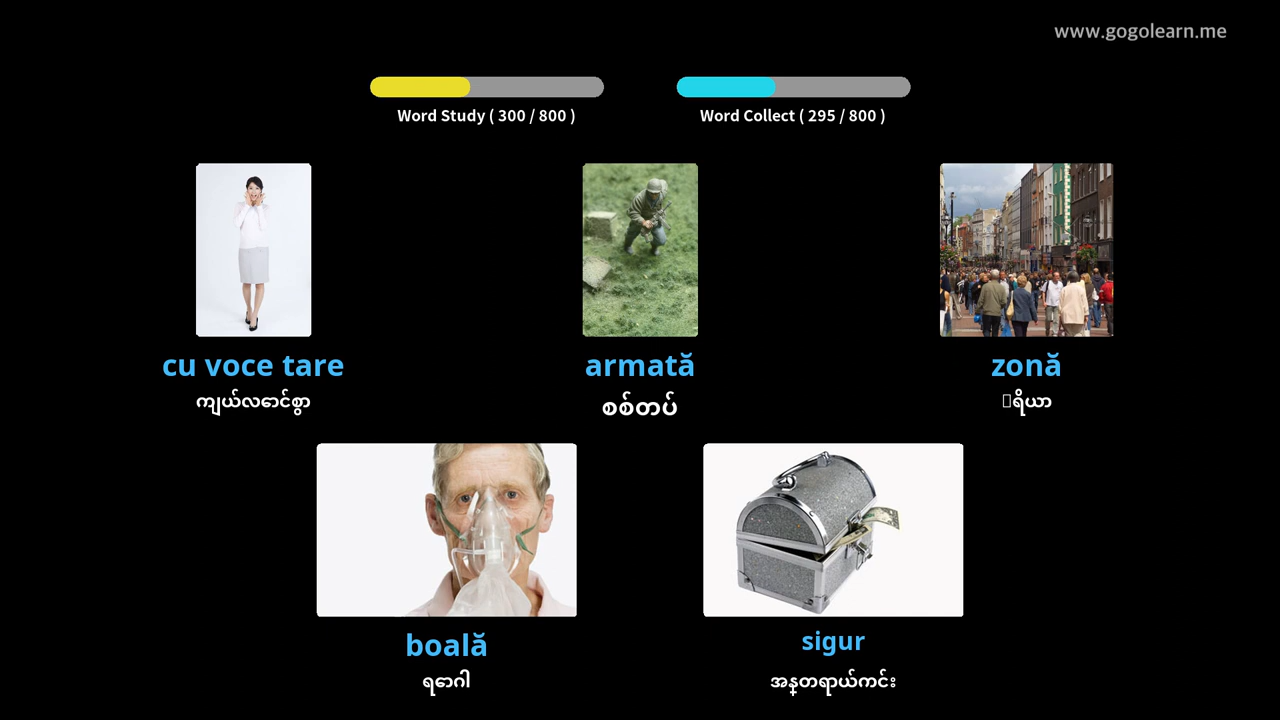 www.gogolearn.me
Word Study ( 300 / 800 )
Word Collect ( 295 / 800 )
cu voce tare
ကျယ်လောင်စွာ
armată
စစ်တပ်
zonă
ဧရိယာ
boală
ရောဂါ
sigur
အန္တရာယ်ကင်း